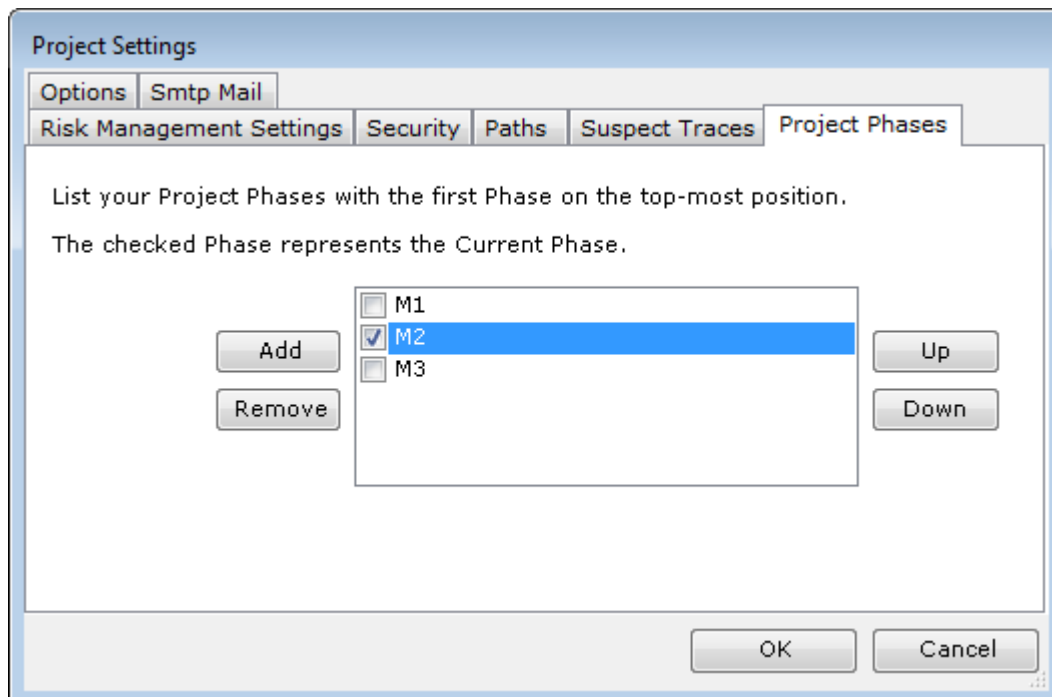 Project Settings
Options Smtp Mail
Risk Management Settings Security Paths Suspect Traces Project Phases
List your Project Phases with the first Phase on the top-most position.
The checked Phase represents the Current Phase.
M1
Add M2 Up
M3
Remove Down
OK Cancel